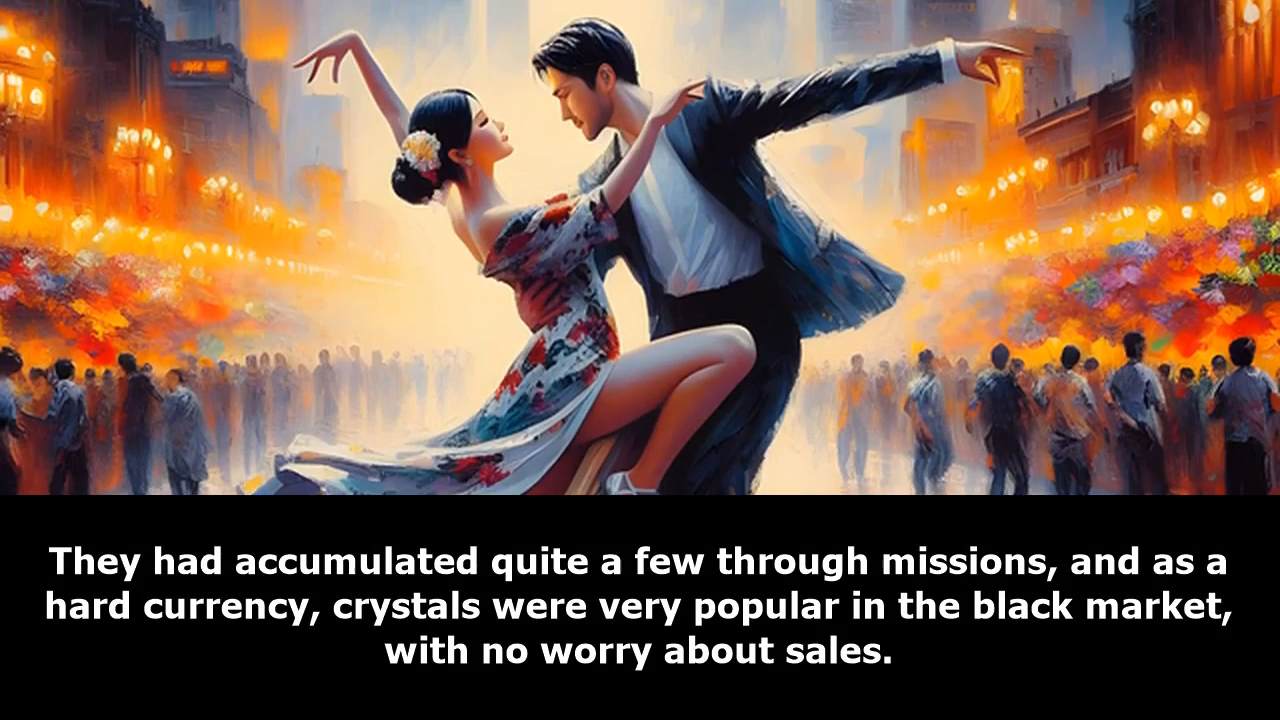 They had accumulated quite a few through missions, and as a
hard currency, crystals were very popular in the black market,
with no worry about sales.